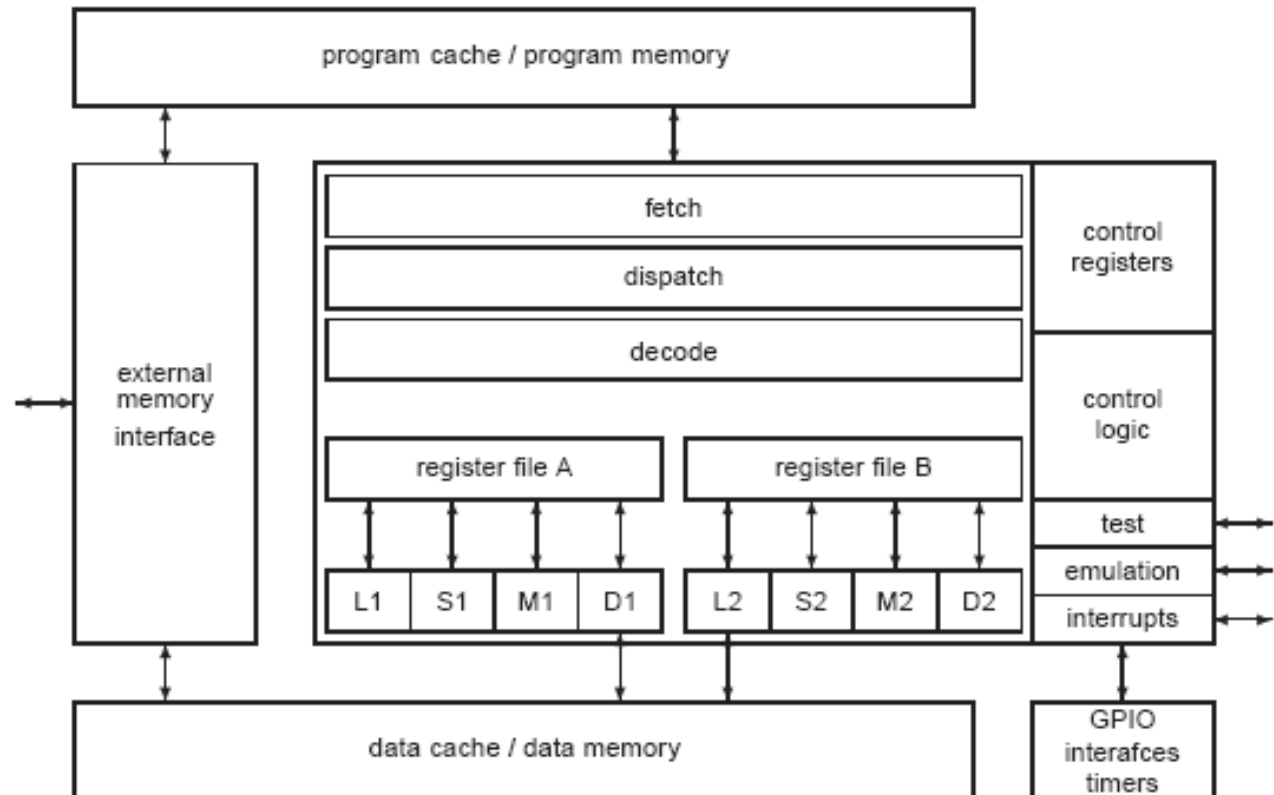 program cache / program memory
fetch
control
registers
dispatch
decode
external
memory
interface
control
logic
register file A
register file B
test
emulation
L1
S1
M1
D1
L2
S2
M2
D2
interrupts
data cache / data memory
GPIO
interafces
timers